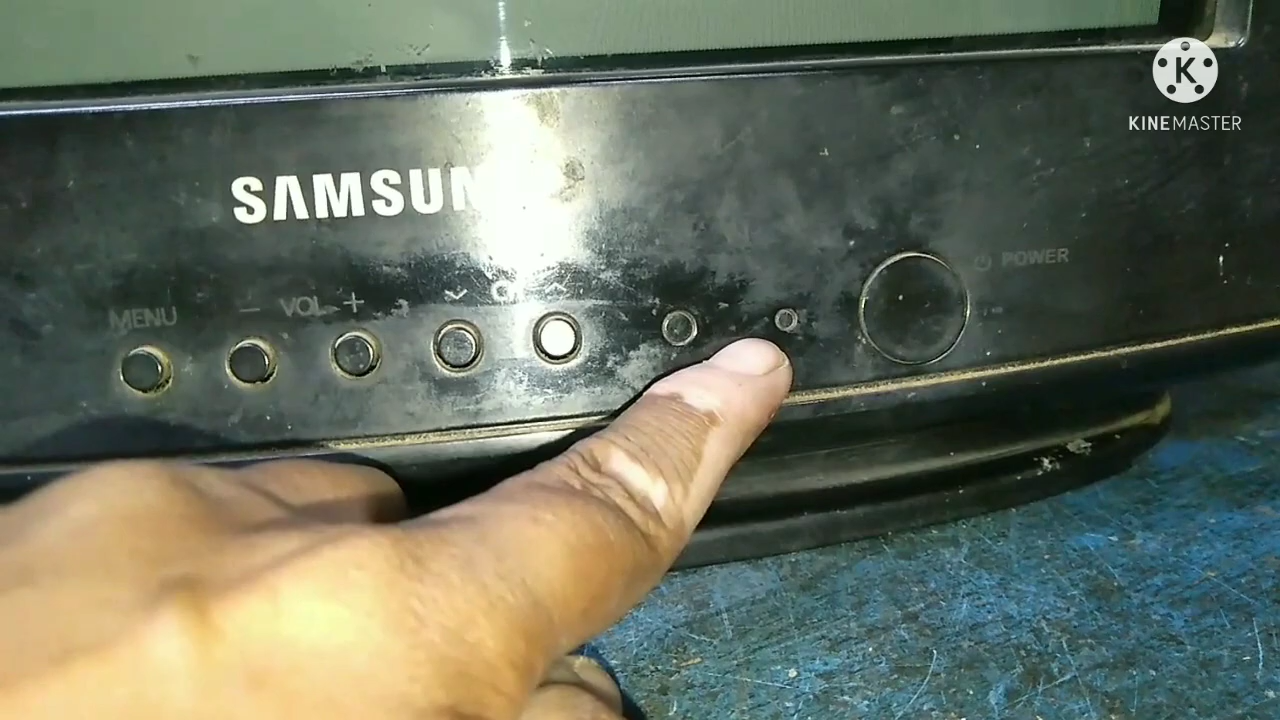 K
KINEMASTER
SAMSUN
POWER
MENU
− VOL +